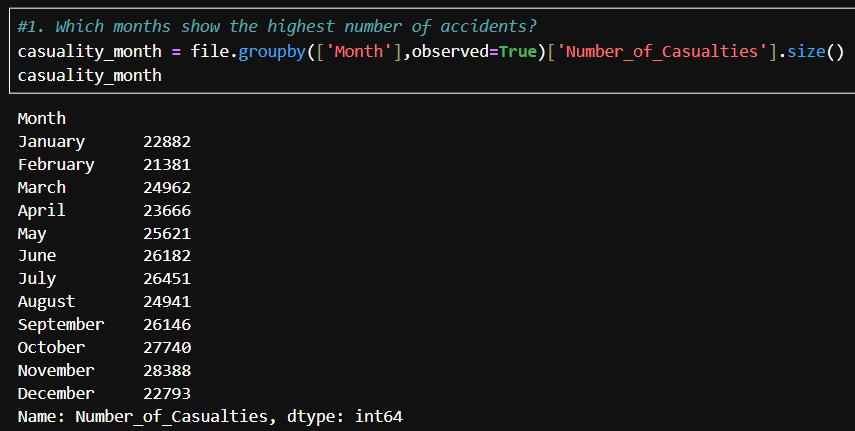 #1. Which months show the highest number of accidents?
casuality_month = file.groupby(['Month'],observed=True)['Number_of_Casualties'].size()
casuality_month
Month
January      22882
February     21381
March        24962
April        23666
May          25621
June         26182
July         26451
August       24941
September    26146
October      27740
November     28388
December     22793
Name: Number_of_Casualties, dtype: int64